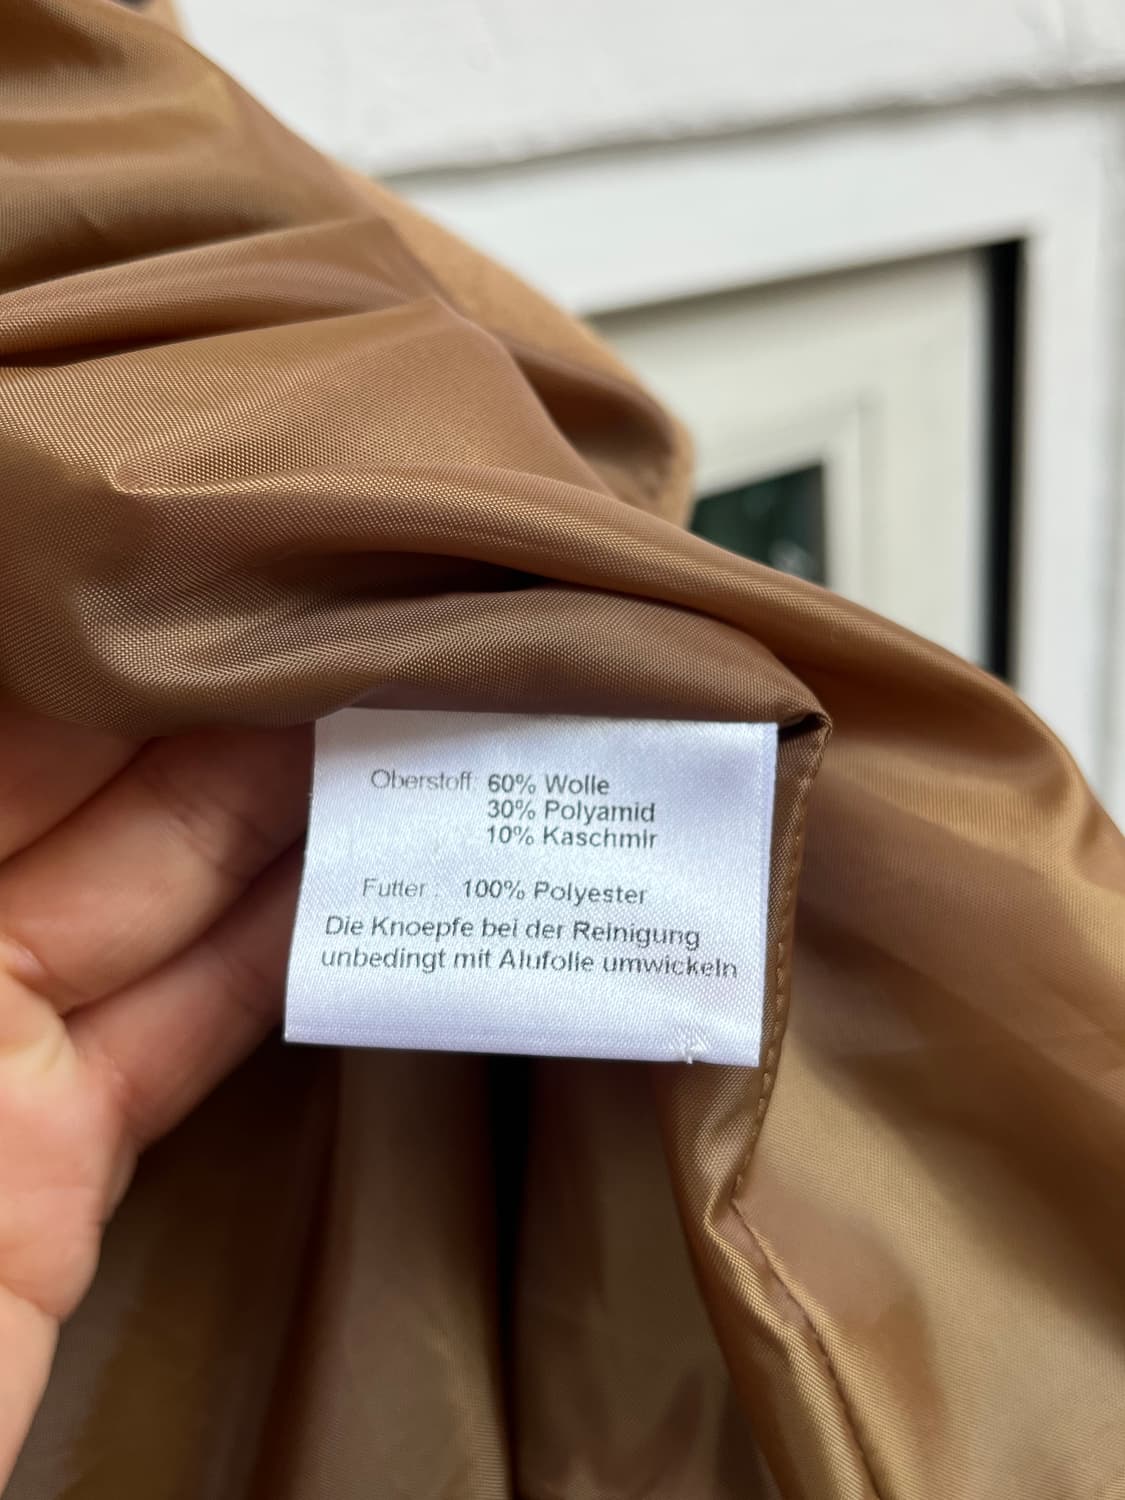 Oberstoff: 60% Wolle
30% Polyamid
10% Kaschmir
Futter : 100% Polyester
Die Knoepfe bei der Reinigung
unbedingt mit Alufolie umwickeln